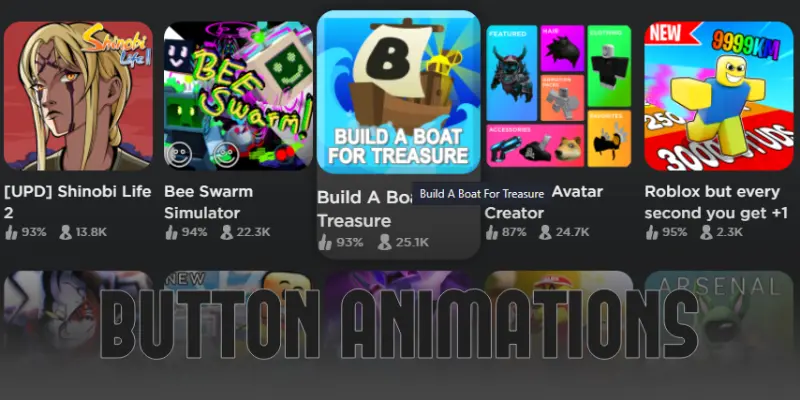 Shinobi
Life 2
BEE
Swarm!
B
BUILD A BOAT
FOR TREASURE
FEATURED
HAIR
CLOTHING
ANIMATION
PACKS
ACCESSORIES
FAVORITES
NEW
9999KM
250
3000 STUDS
[UPD] Shinobi Life
2
93% 13.8K
Bee Swarm
Simulator
94% 22.3K
Build A Boa
Treasure
93% 25.1K
Build A Boat For Treasure
Avatar
Creator
87% 24.7K
Roblox but every
second you get +1
95% 2.3K
NEW
ARSENAL
BUTTON ANIMATIONS